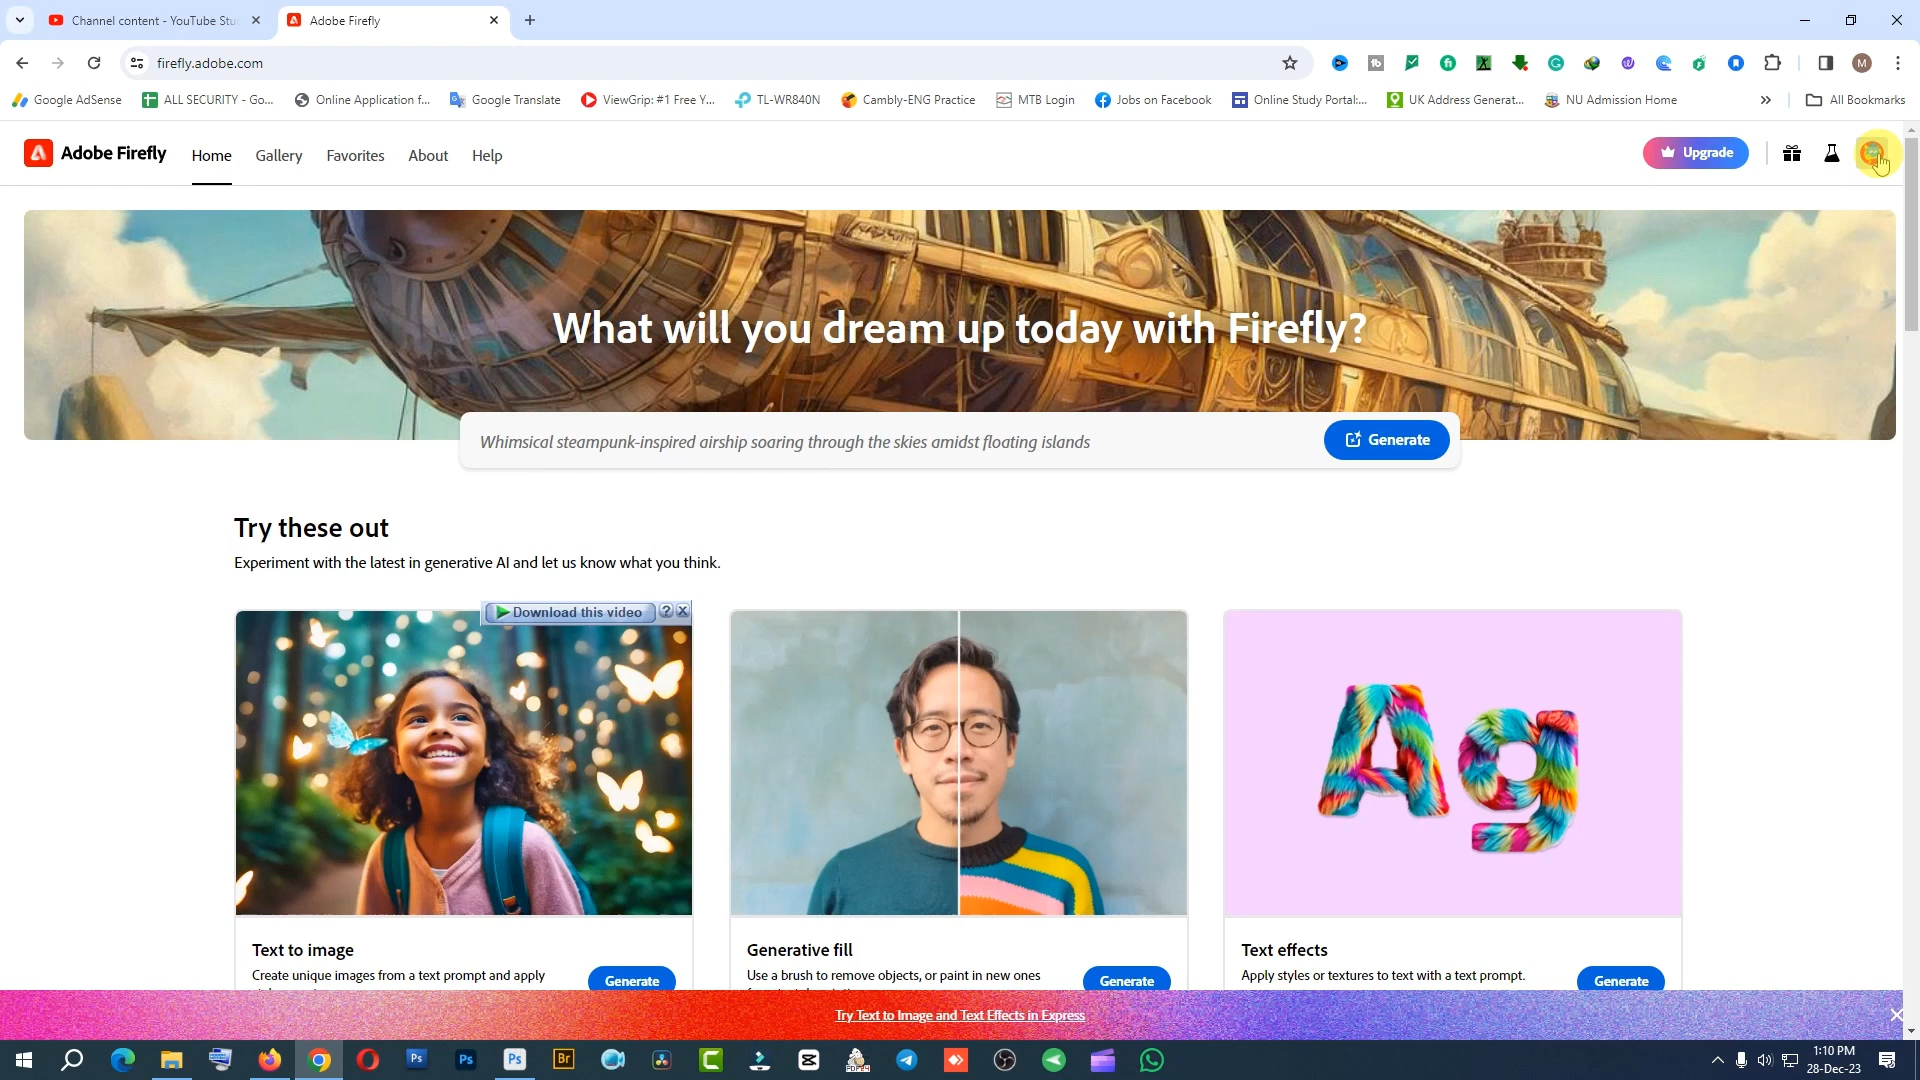 Channel content - YouTube Stu
Adobe Firefly
firefly.adobe.com
M
Google AdSense
ALL SECURITY - Go...
Online Application f...
Google Translate
ViewGrip: #1 Free Y...
TL-WR840N
Cambly-ENG Practice
MTB Login
Jobs on Facebook
Online Study Portal:...
UK Address Generat...
NU Admission Home
All Bookmarks
Adobe Firefly
Home
Gallery
Favorites
About
Help
Upgrade
What will you dream up today with Firefly?
Whimsical steampunk-inspired airship soaring through the skies amidst floating islands
Generate
Try these out
Experiment with the latest in generative AI and let us know what you think.
Download this video
?
X
Ag
Text to image
Create unique images from a text prompt and apply
Generate
Generative fill
Use a brush to remove objects, or paint in new ones
Generate
Text effects
Apply styles or textures to text with a text prompt.
Generate
Try Text to Image and Text Effects in Express
Ps
Ps
Ps
Br
1:10 PM
28-Dec-23